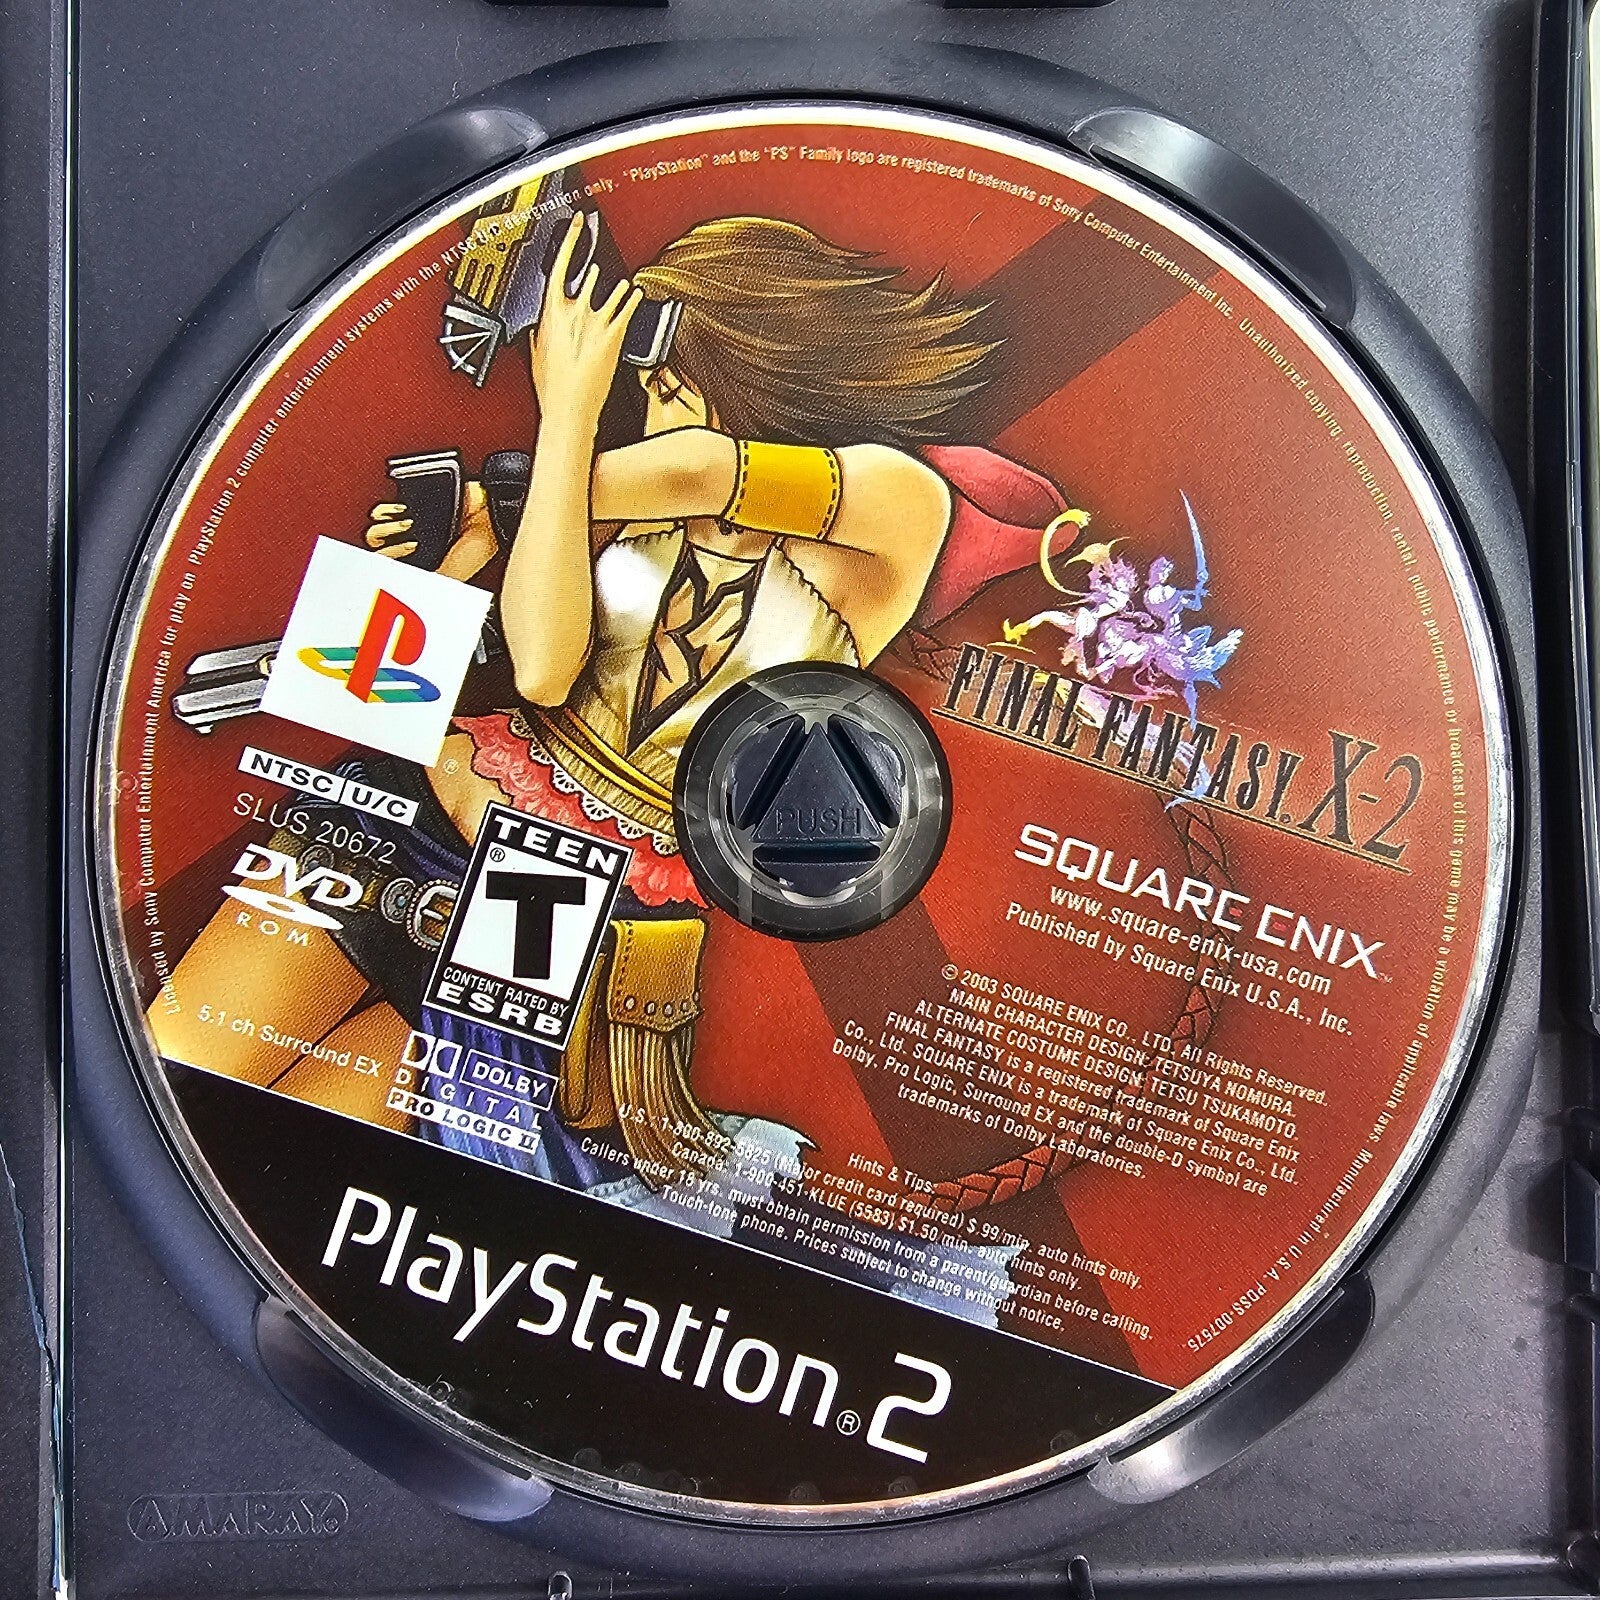 Licensed by Sony Computer Entertainment America for play on PlayStation 2 computer entertainment systems with the NTSC U/C designation only. "PlayStation" and the "PS" Family logo are registered trademarks of Sony Computer Entertainment Inc. Unauthorized copying, reproduction, rental, public performance or broadcast of this game may be a violation of applicable laws. Manufactured in U.S.A. PDSS-007675.
FINAL FANTASY. X-2
SQUARE ENIX™
www.square-enix-usa.com
Published by Square Enix U.S.A., Inc.
© 2003 SQUARE ENIX CO., LTD. All Rights Reserved.
MAIN CHARACTER DESIGN: TETSUYA NOMURA.
ALTERNATE COSTUME DESIGN: TETSU TSUKAMOTO.
FINAL FANTASY is a registered trademark of Square Enix
Co., Ltd. SQUARE ENIX is a trademark of Square Enix Co., Ltd.
Dolby, Pro Logic, Surround EX and the double-D symbol are
trademarks of Dolby Laboratories.
PUSH
®
NTSC U/C
SLUS 20672
DVD
ROM
TEEN
®
T
CONTENT RATED BY
ESRB
5.1 ch Surround EX
DOLBY
DIGITAL
PRO LOGIC II
Hints & Tips:
U.S. 1-900-892-5825 (Major credit card required) $.99/min. auto hints only.
Canada: 1-900-451-KLUE (5583) $1.50/min. auto hints only.
Callers under 18 yrs. must obtain permission from a parent/guardian before calling.
Touch-tone phone. Prices subject to change without notice.
PlayStation®2
AMARAY®